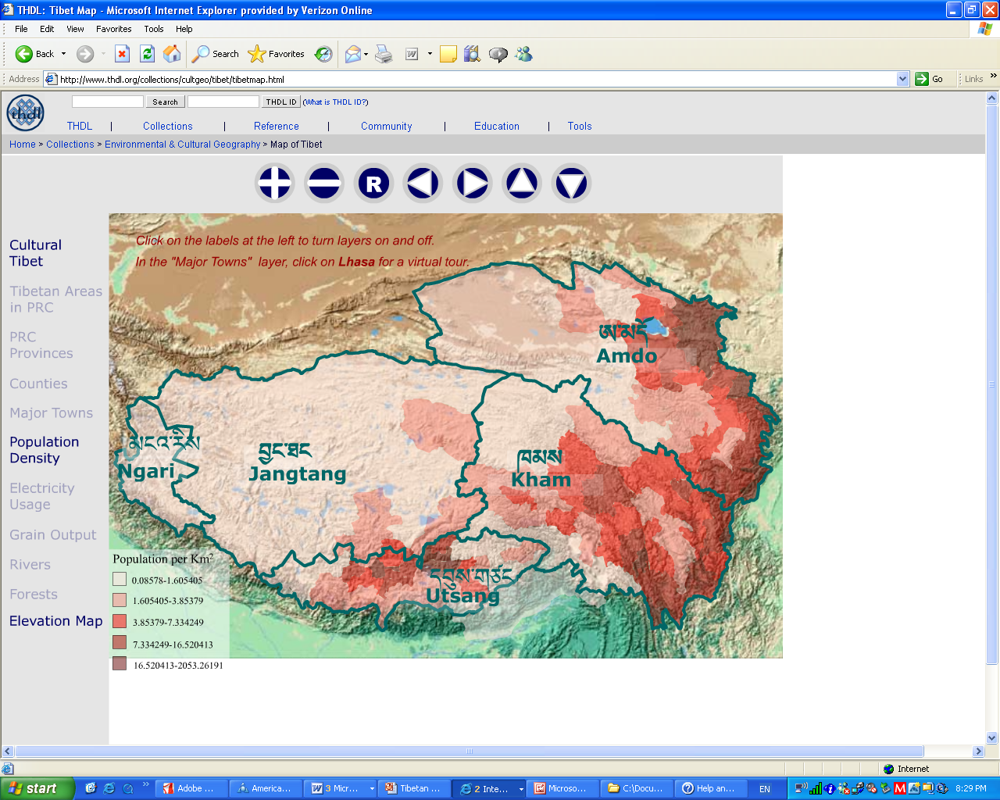 THDL: Tibet Map - Microsoft Internet Explorer provided by Verizon Online
File Edit View Favorites Tools Help
Back Search Favorites
Address http://www.thdl.org/collections/cultgeo/tibet/tibetmap.html Go Links »
thdl Search THDL ID (What is THDL ID?)
THDL | Collections | Reference | Community | Education | Tools
Home > Collections > Environmental & Cultural Geography > Map of Tibet
R
Click on the labels at the left to turn layers on and off.
In the "Major Towns" layer, click on Lhasa for a virtual tour.
Cultural
Tibet
Tibetan Areas
in PRC
PRC
Provinces
Counties
Major Towns
Population
Density
Electricity
Usage
Grain Output
Rivers
Forests
Elevation Map
ཨ་མདོ
Amdo
མངའ་རིས
Ngari
བྱང་ཐང
Jangtang
ཁམས
Kham
དབུས་གཙང
Utsang
Population per Km2
0.08578-1.605405
1.605405-3.85379
3.85379-7.334249
7.334249-16.520413
16.520413-2053.26191
Internet
start » Adobe ... America... 3 Micr... Tibetan ... 2 Inte... Microso... C:\Docu... Help an... EN 8:29 PM